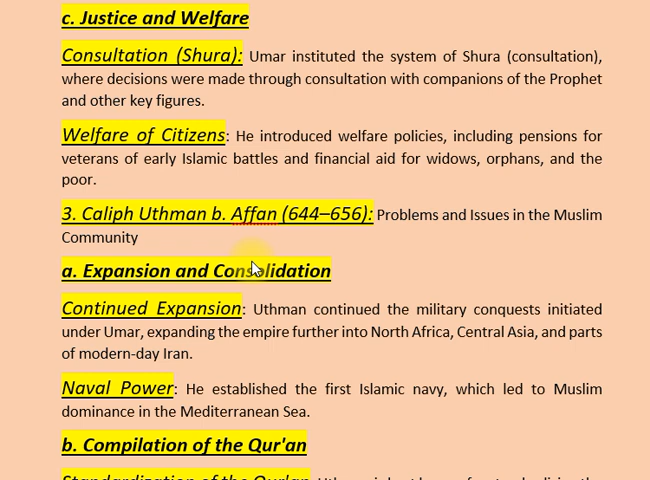 c. Justice and Welfare
Consultation (Shura): Umar instituted the system of Shura (consultation),
where decisions were made through consultation with companions of the Prophet
and other key figures.
Welfare of Citizens: He introduced welfare policies, including pensions for
veterans of early Islamic battles and financial aid for widows, orphans, and the
poor.
3. Caliph Uthman b. Affan (644–656): Problems and Issues in the Muslim
Community
a. Expansion and Consolidation
Continued Expansion: Uthman continued the military conquests initiated
under Umar, expanding the empire further into North Africa, Central Asia, and parts
of modern-day Iran.
Naval Power: He established the first Islamic navy, which led to Muslim
dominance in the Mediterranean Sea.
b. Compilation of the Qur'an
Standardization of the Qur'an